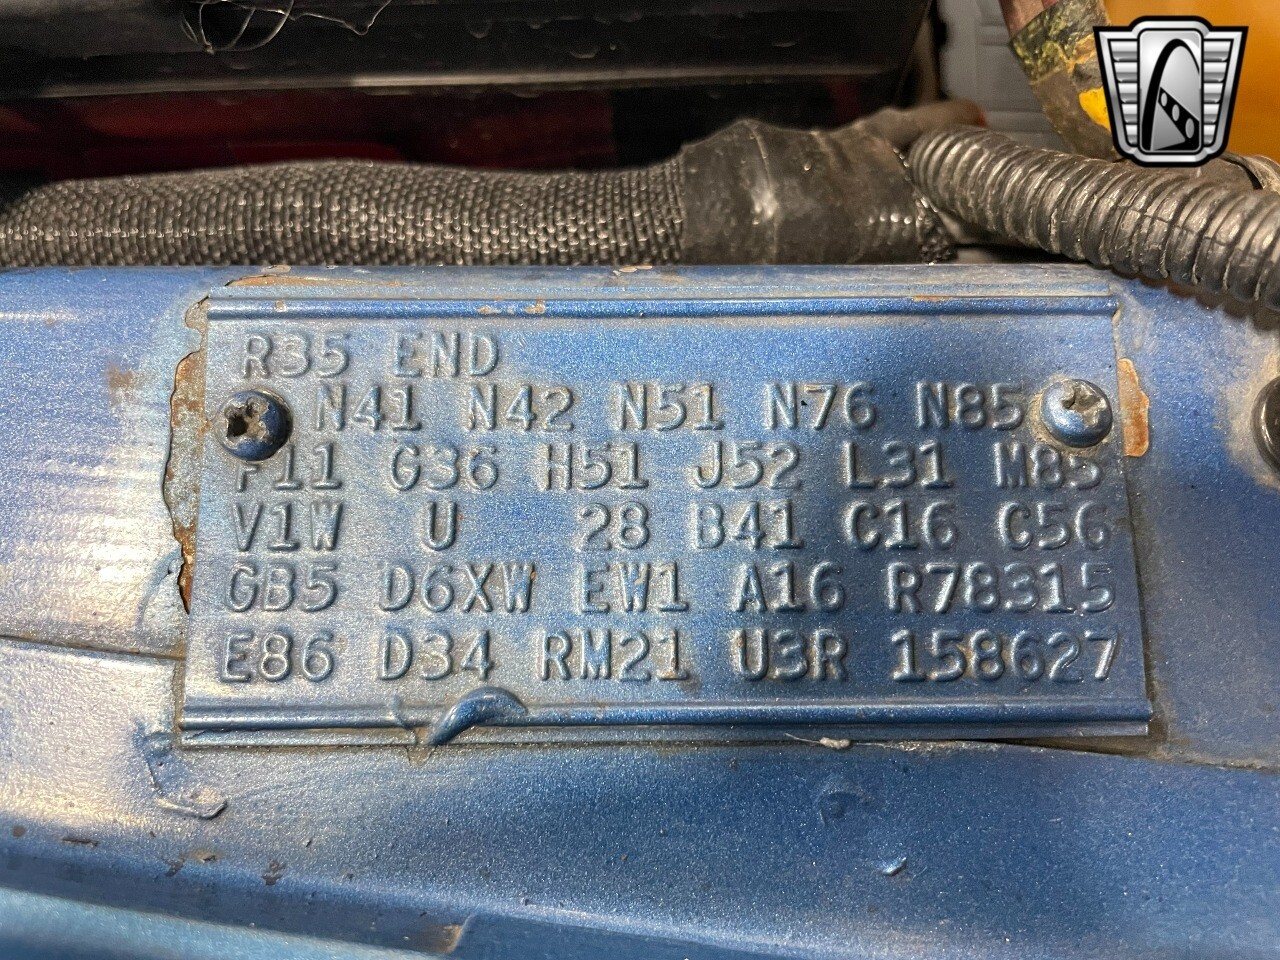 R35 END
N41 N42 N51 N76 N85
F11 G36 H51 J52 L31 M85
V1W U 28 B41 C16 C56
GB5 D6XW EW1 A16 R78315
E86 D34 RM21 U3R 158627